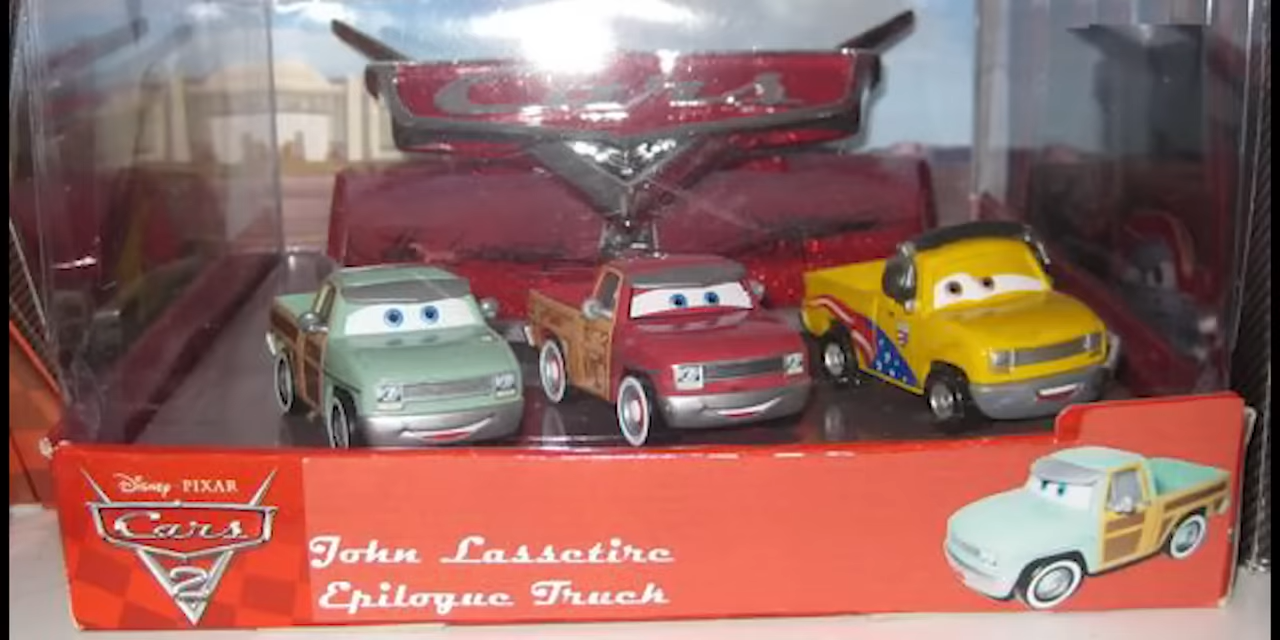 Cars
Disney · PIXAR
Cars
2
John Lassetire
Epilogue Truck